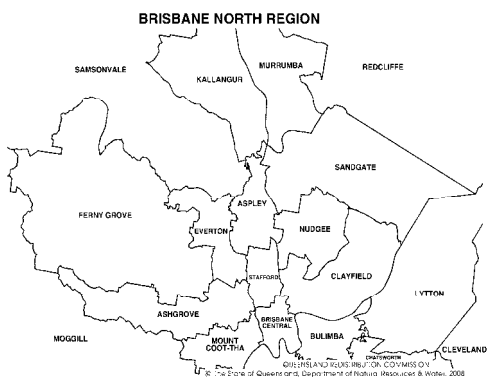 BRISBANE NORTH REGION
MURRUMBA
REDCLIFFE
SAMSONVALE
KALLANGUR
SANDGATE
ASPLEY
FERNY GROVE
EVERTON
NUDGEE
STAFFORD
CLAYFIELD
LYTTON
ASHGROVE
BRISBANE
CENTRAL
MOGGILL
MOUNT
COOT-THA
BULIMBA
CHATSWORTH
CLEVELAND
QUEENSLAND REDISTRIBUTION COMMISSION
© The State of Queensland, Department of Natural Resources & Water, 2008